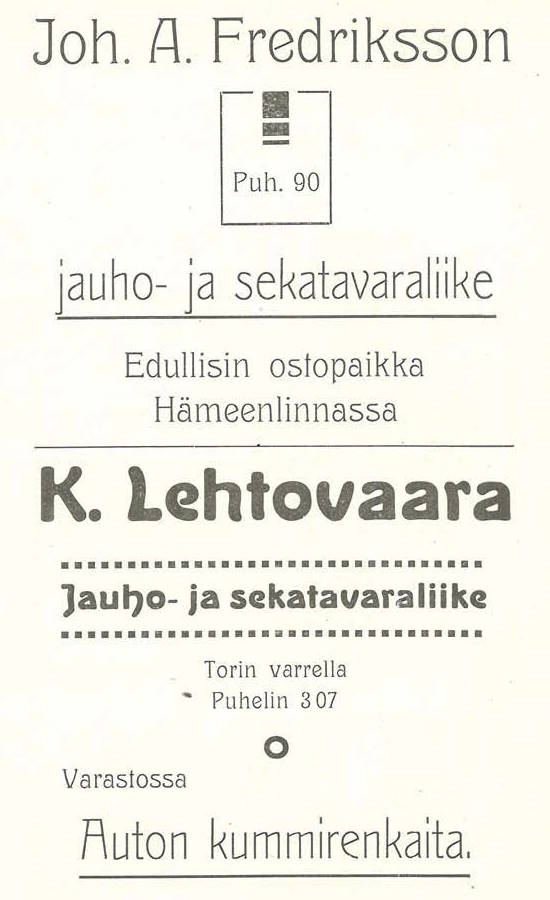 Joh. A. Fredriksson
Puh. 90
jauho- ja sekatavaraliike
Edullisin ostopaikka
Hämeenlinnassa
K. Lehtovaara
Jauho- ja sekatavaraliike
Torin varrella
Puhelin 307
Varastossa
Auton kummirenkaita.